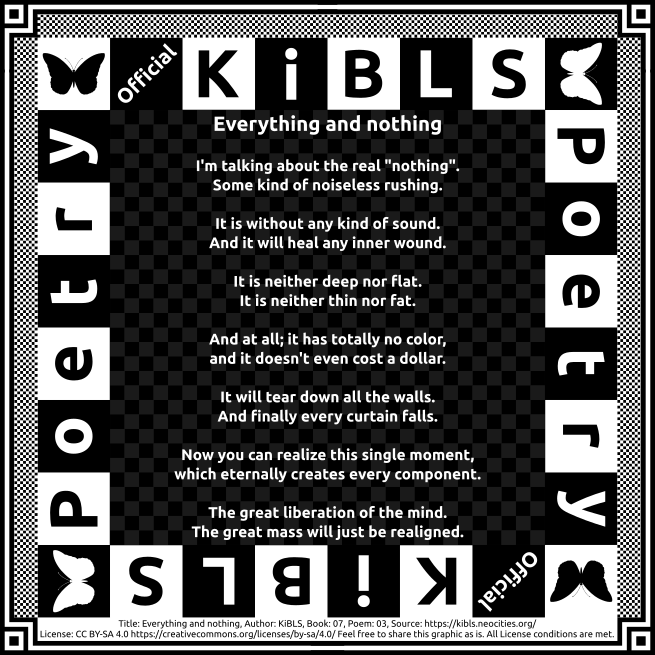 Official KiBLS
Poetry
Poetry
Everything and nothing
I'm talking about the real "nothing".
Some kind of noiseless rushing.
It is without any kind of sound.
And it will heal any inner wound.
It is neither deep nor flat.
It is neither thin nor fat.
And at all; it has totally no color,
and it doesn't even cost a dollar.
It will tear down all the walls.
And finally every curtain falls.
Now you can realize this single moment,
which eternally creates every component.
The great liberation of the mind.
The great mass will just be realigned.
Official KiBLS
Title: Everything and nothing, Author: KiBLS, Book: 07, Poem: 03, Source: https://kibls.neocities.org/
License: CC BY-SA 4.0 https://creativecommons.org/licenses/by-sa/4.0/ Feel free to share this graphic as is. All License conditions are met.